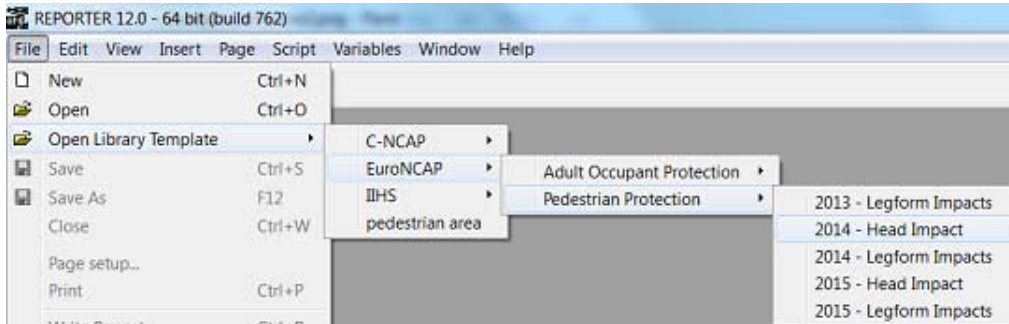 REPORTER 12.0 - 64 bit (build 762)
File Edit View Insert Page Script Variables Window Help
New Ctrl+N
Open Ctrl+O
Open Library Template
Save Ctrl+S
Save As F12
Close Ctrl+W
Page setup...
Print Ctrl+P
C-NCAP
EuroNCAP
IIHS
pedestrian area
Adult Occupant Protection
Pedestrian Protection
2013 - Legform Impacts
2014 - Head Impact
2014 - Legform Impacts
2015 - Head Impact
2015 - Legform Impacts